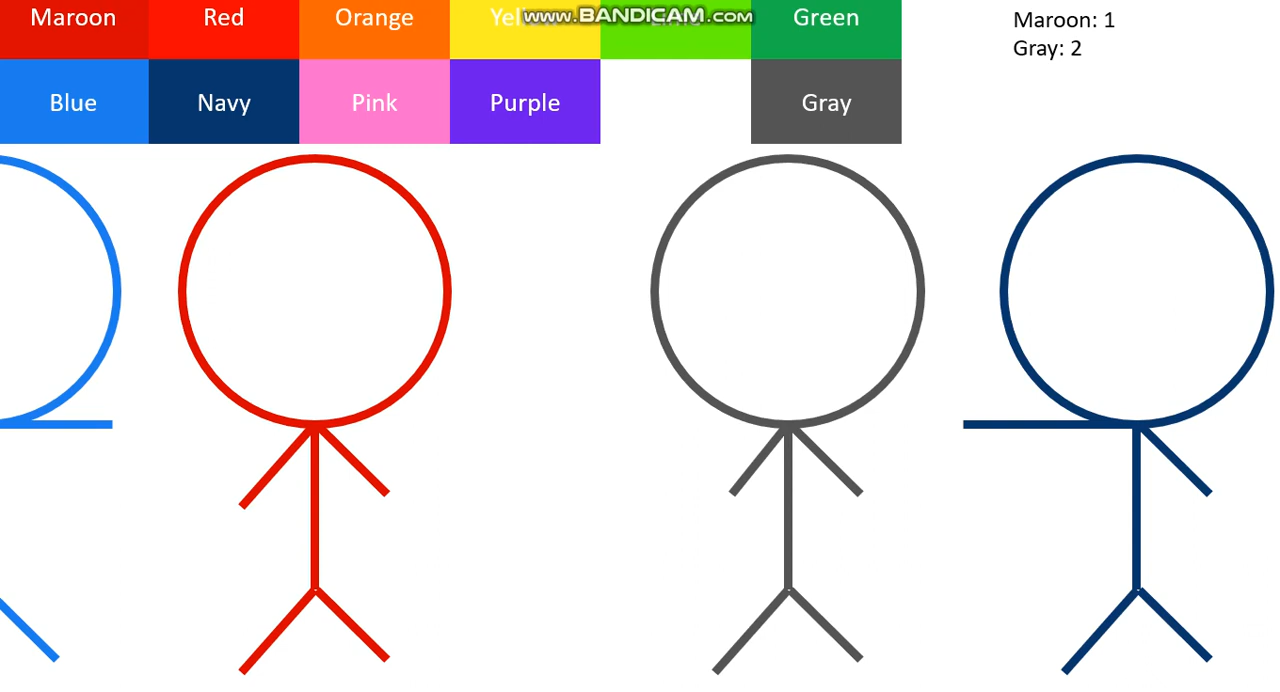 Maroon Red Orange Green
www.BANDICAM.com
Blue Navy Pink Purple Gray
Maroon: 1
Gray: 2